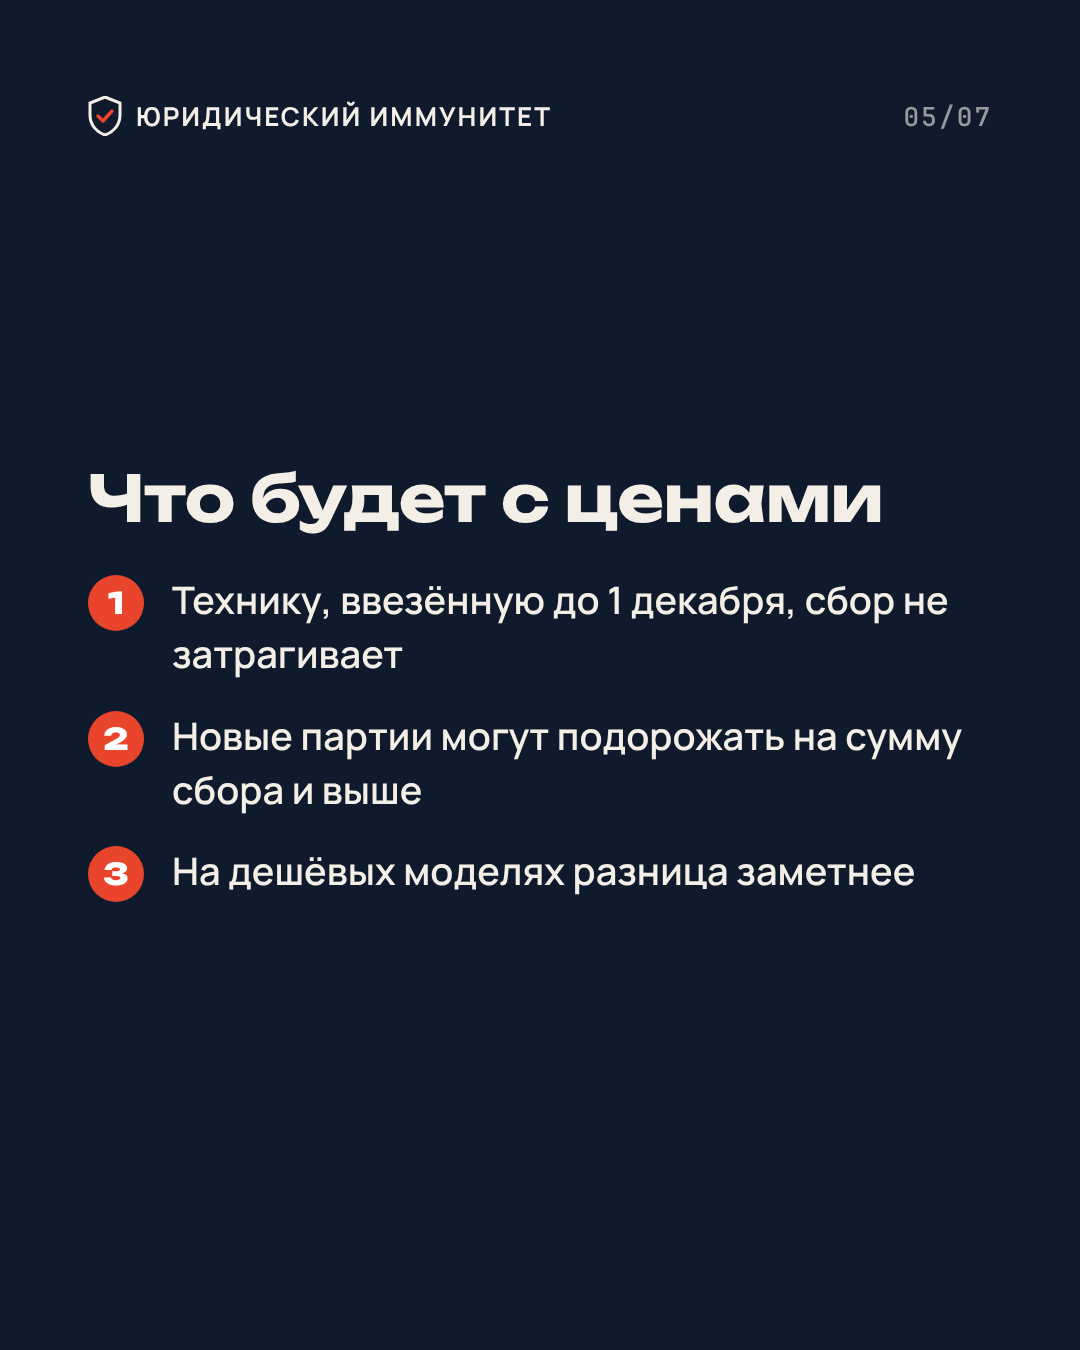 ЮРИДИЧЕСКИЙ ИММУНИТЕТ
05/07
Что будет с ценами
1 Технику, ввезённую до 1 декабря, сбор не
затрагивает
2 Новые партии могут подорожать на сумму
сбора и выше
3 На дешёвых моделях разница заметнее